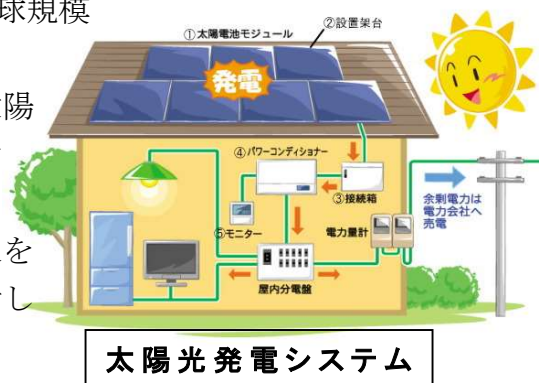 球規模
陽
を
し
①太陽電池モジュール
②設置架台
発電
④パワーコンディショナー
③接続箱
⑤モニター
電力量計
屋内分電盤
余剰電力は
電力会社へ
売電
太陽光発電システム